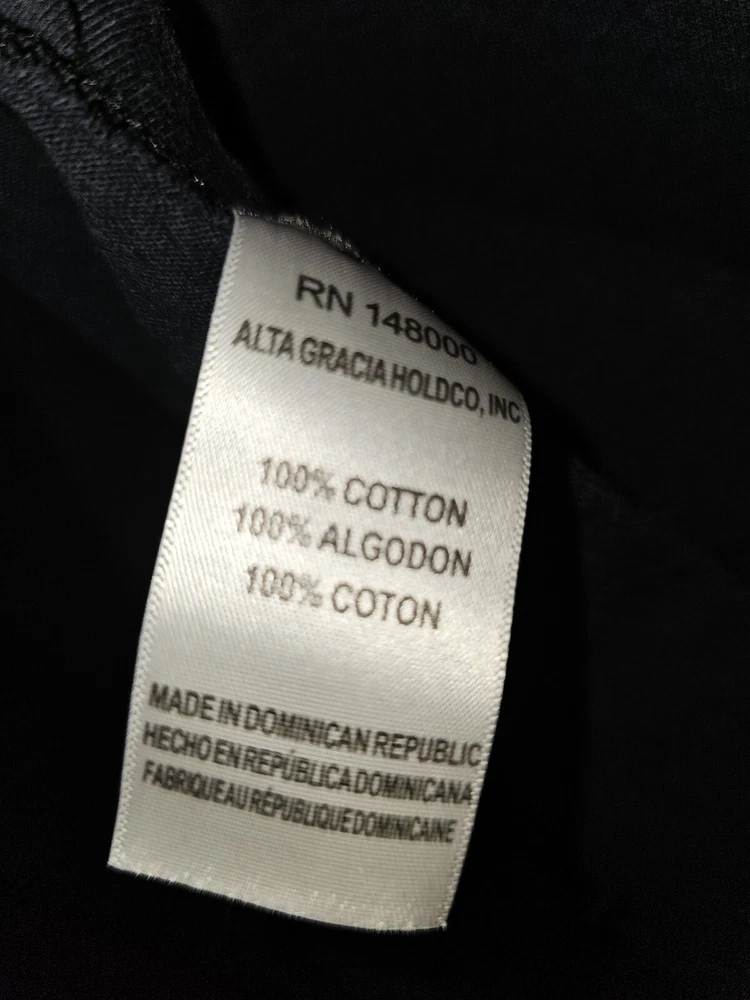 RN 148000
ALTA GRACIA HOLDCO, INC
100% COTTON
100% ALGODON
100% COTON
MADE IN DOMINICAN REPUBLIC
HECHO EN REPÚBLICA DOMINICANA
FABRIQUE AU RÉPUBLIQUE DOMINICAINE